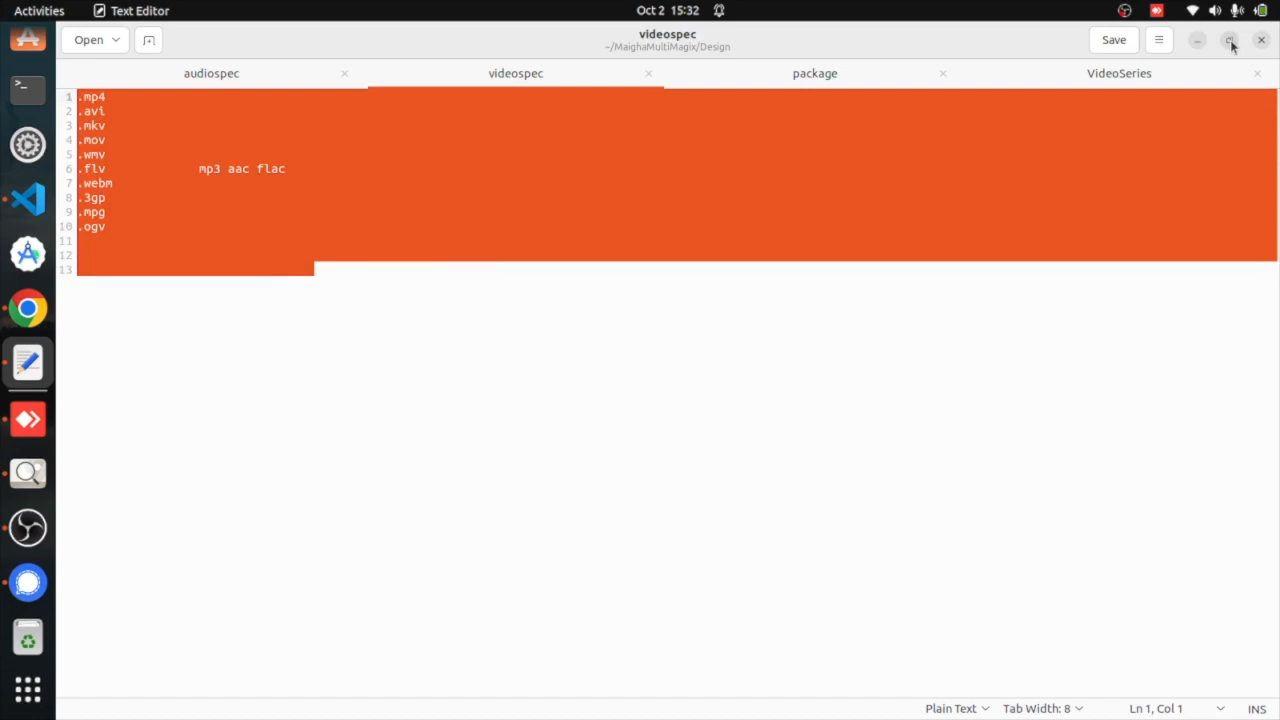 Activities Text Editor Oct 2 15:32
Open videospec Save
~/MaighaMultiMagix/Design
audiospec videospec package VideoSeries
1 .mp4
2 .avi
3 .mkv
4 .mov
5 .wmv
6 .flv mp3 aac flac
7 .webm
8 .3gp
9 .mpg
10 .ogv
11
12
13
Plain Text Tab Width: 8 Ln 1, Col 1 INS